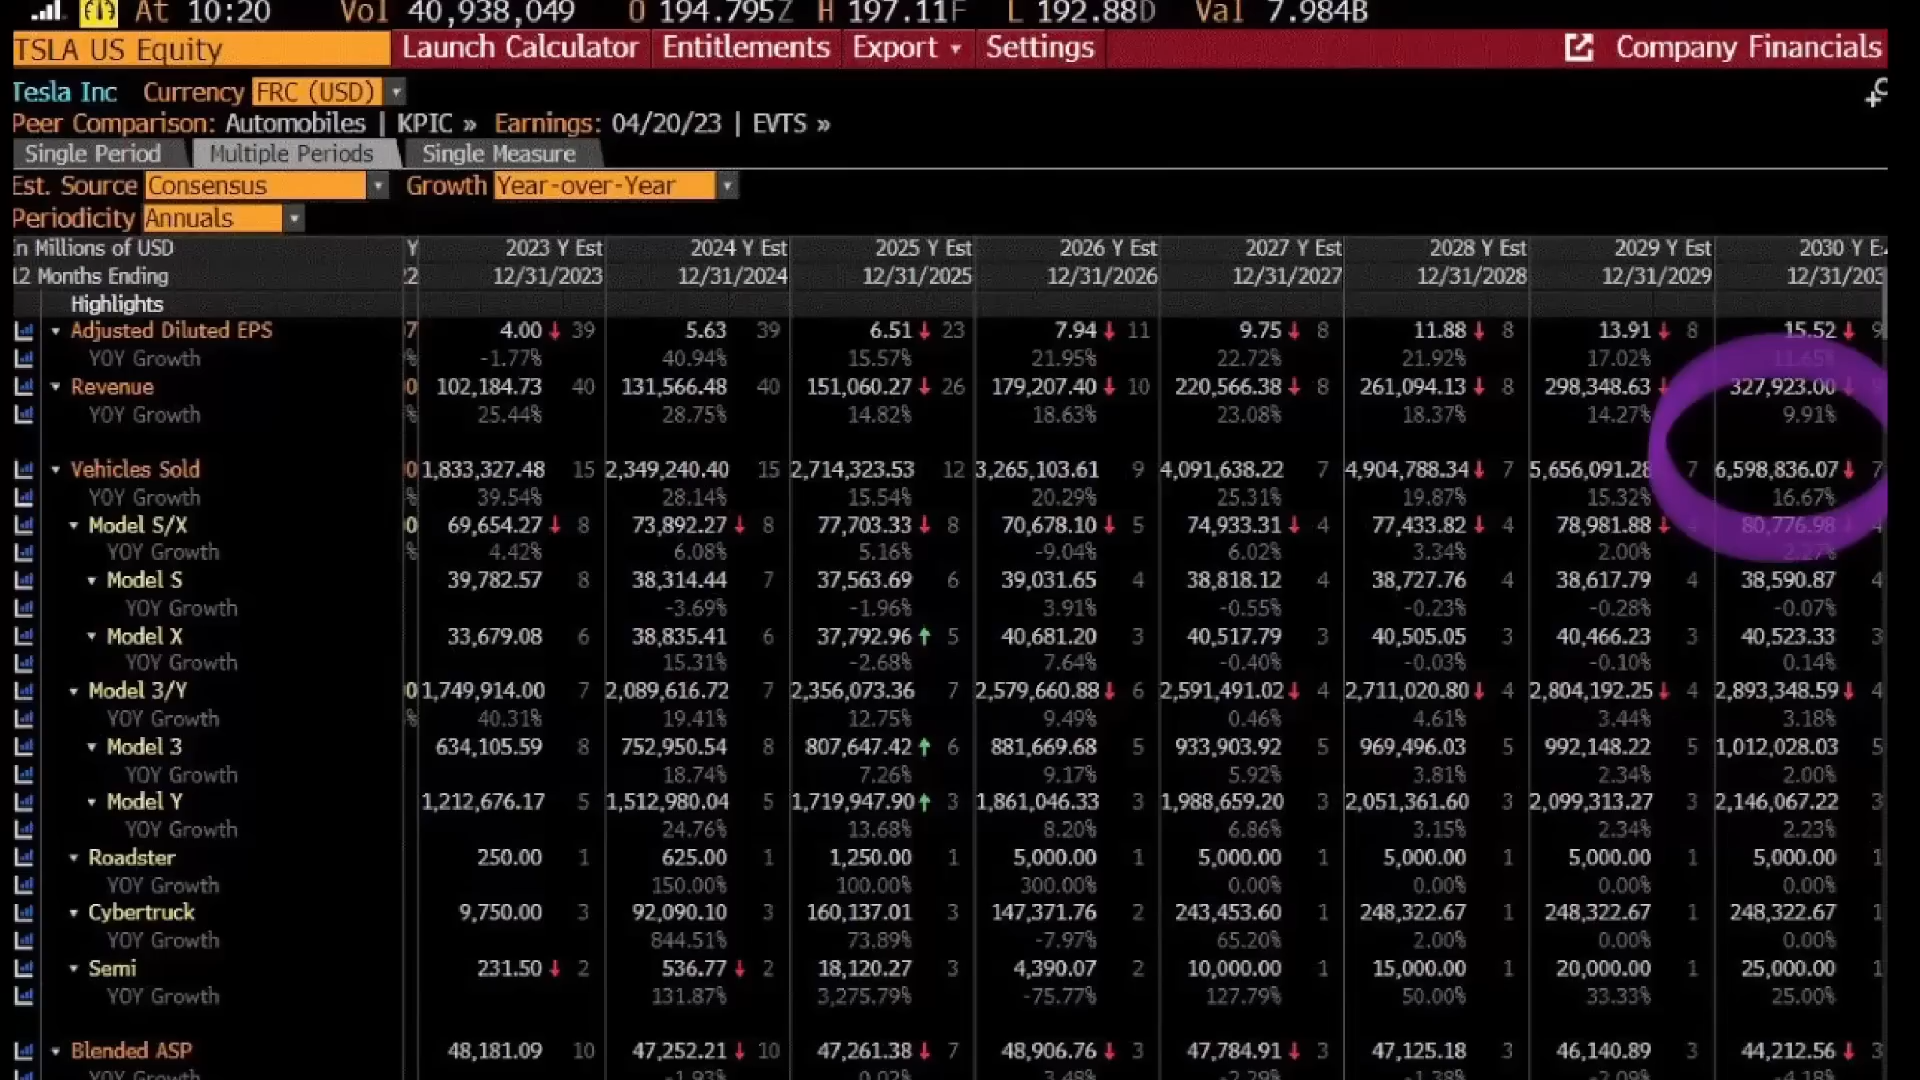 At 10:20 Vol 40,938,049 O 194.795Z H 197.11F L 192.88D Val 7.984B
TSLA US Equity Launch Calculator Entitlements Export Settings Company Financials
Tesla Inc Currency FRC (USD)
Peer Comparison: Automobiles | KPIC » Earnings: 04/20/23 | EVTS »
Single Period Multiple Periods Single Measure
Est. Source Consensus Growth Year-over-Year
Periodicity Annuals
In Millions of USD Y 2023 Y Est 2024 Y Est 2025 Y Est 2026 Y Est 2027 Y Est 2028 Y Est 2029 Y Est 2030 Y
12 Months Ending 22 12/31/2023 12/31/2024 12/31/2025 12/31/2026 12/31/2027 12/31/2028 12/31/2029 12/31/203
Highlights
Adjusted Diluted EPS 7 4.00 ↓ 39 5.63 39 6.51 ↓ 23 7.94 ↓ 11 9.75 ↓ 8 11.88 ↓ 8 13.91 ↓ 8 15.52 ↓ 9
YOY Growth % -1.77% 40.94% 15.57% 21.95% 22.72% 21.92% 17.02% 11.65%
Revenue 0 102,184.73 40 131,566.48 40 151,060.27 ↓ 26 179,207.40 ↓ 10 220,566.38 ↓ 8 261,094.13 ↓ 8 298,348.63 ↓ 327,923.00 ↓ 9
YOY Growth % 25.44% 28.75% 14.82% 18.63% 23.08% 18.37% 14.27% 9.91%
Vehicles Sold 0 1,833,327.48 15 2,349,240.40 15 2,714,323.53 12 3,265,103.61 9 4,091,638.22 7 4,904,788.34 ↓ 7 5,656,091.28 7 6,598,836.07 ↓ 7
YOY Growth % 39.54% 28.14% 15.54% 20.29% 25.31% 19.87% 15.32% 16.67%
Model S/X 0 69,654.27 ↓ 8 73,892.27 ↓ 8 77,703.33 ↓ 8 70,678.10 ↓ 5 74,933.31 ↓ 4 77,433.82 ↓ 4 78,981.88 ↓ 4 80,776.98 ↓ 4
YOY Growth % 4.42% 6.08% 5.16% -9.04% 6.02% 3.34% 2.00% 2.27%
Model S 39,782.57 8 38,314.44 7 37,563.69 6 39,031.65 4 38,818.12 4 38,727.76 4 38,617.79 4 38,590.87 4
YOY Growth -3.69% -1.96% 3.91% -0.55% -0.23% -0.28% -0.07%
Model X 33,679.08 6 38,835.41 6 37,792.96 ↑ 5 40,681.20 3 40,517.79 3 40,505.05 3 40,466.23 3 40,523.33 3
YOY Growth 15.31% -2.68% 7.64% -0.40% -0.03% -0.10% 0.14%
Model 3/Y 0 1,749,914.00 7 2,089,616.72 7 2,356,073.36 7 2,579,660.88 ↓ 6 2,591,491.02 ↓ 4 2,711,020.80 ↓ 4 2,804,192.25 ↓ 4 2,893,348.59 ↓ 4
YOY Growth % 40.31% 19.41% 12.75% 9.49% 0.46% 4.61% 3.44% 3.18%
Model 3 634,105.59 8 752,950.54 8 807,647.42 ↑ 6 881,669.68 5 933,903.92 5 969,496.03 5 992,148.22 5 1,012,028.03 5
YOY Growth 18.74% 7.26% 9.17% 5.92% 3.81% 2.34% 2.00%
Model Y 1,212,676.17 5 1,512,980.04 5 1,719,947.90 ↑ 3 1,861,046.33 3 1,988,659.20 3 2,051,361.60 3 2,099,313.27 3 2,146,067.22 3
YOY Growth 24.76% 13.68% 8.20% 6.86% 3.15% 2.34% 2.23%
Roadster 250.00 1 625.00 1 1,250.00 1 5,000.00 1 5,000.00 1 5,000.00 1 5,000.00 1 5,000.00 1
YOY Growth 150.00% 100.00% 300.00% 0.00% 0.00% 0.00% 0.00%
Cybertruck 9,750.00 3 92,090.10 3 160,137.01 3 147,371.76 2 243,453.60 1 248,322.67 1 248,322.67 1 248,322.67 1
YOY Growth 844.51% 73.89% -7.97% 65.20% 2.00% 0.00% 0.00%
Semi 231.50 ↓ 2 536.77 ↓ 2 18,120.27 3 4,390.07 2 10,000.00 1 15,000.00 1 20,000.00 1 25,000.00 1
YOY Growth 131.87% 3,275.79% -75.77% 127.79% 50.00% 33.33% 25.00%
Blended ASP 48,181.09 10 47,252.21 ↓ 10 47,261.38 ↓ 7 48,906.76 ↓ 3 47,784.91 ↓ 3 47,125.18 3 46,140.89 3 44,212.56 ↓ 3
YOY Growth -1.93% 0.02% 3.48% -2.29% -1.38% -2.09% -4.18%